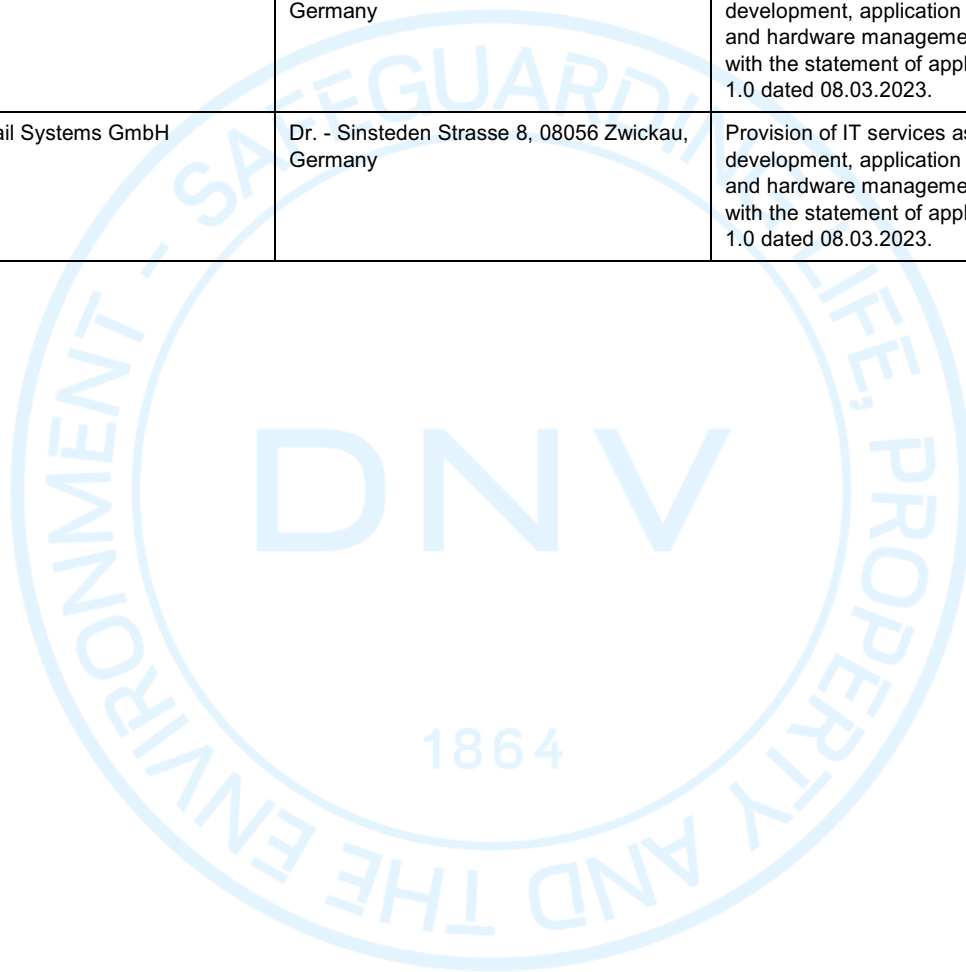 Germany
development, application
and hardware manageme
with the statement of appl
1.0 dated 08.03.2023.
ail Systems GmbH
Dr. - Sinsteden Strasse 8, 08056 Zwickau,
Germany
Provision of IT services as
development, application
and hardware manageme
with the statement of appl
1.0 dated 08.03.2023.
SAFEGUARDING LIFE, PROPERTY AND THE ENVIRONMENT -
DNV
1864